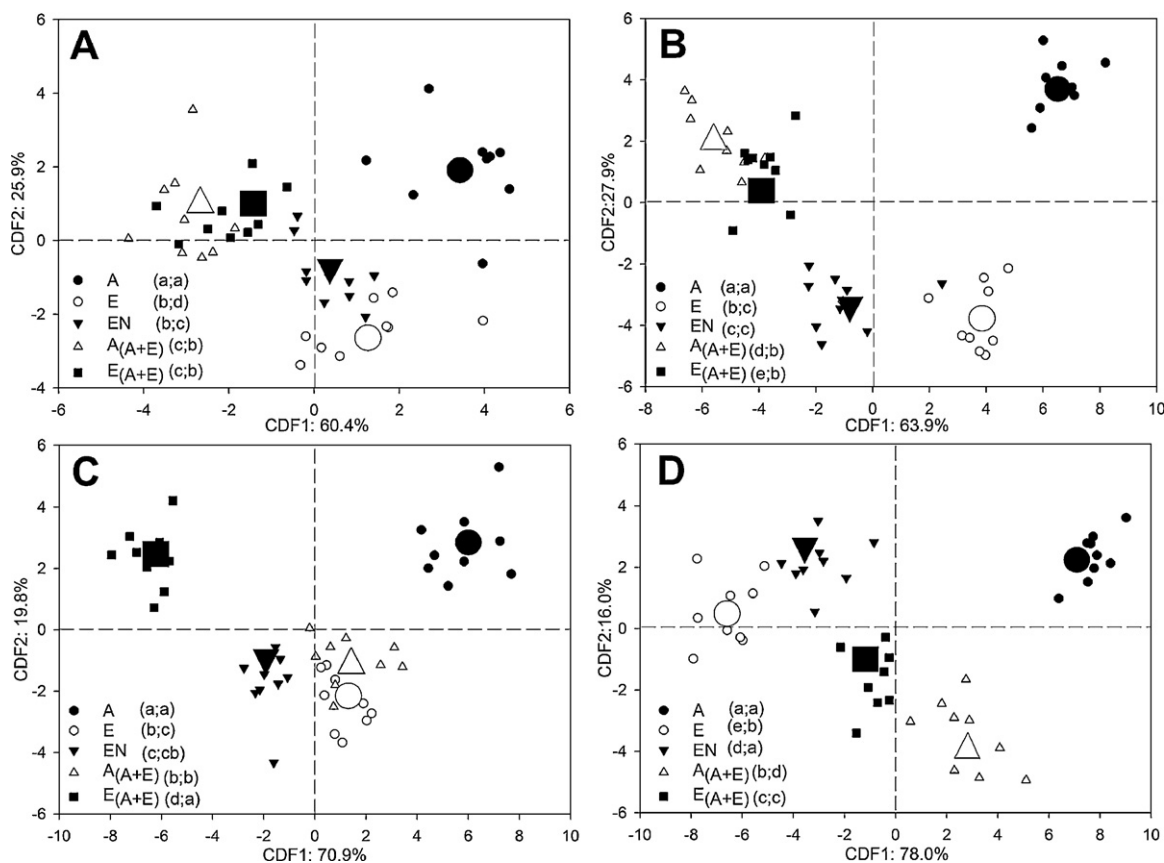 A
CDF2: 25.9%
6
4
2
0
-2
-4
A (a;a)
E (b;d)
EN (b;c)
A(A+E) (c;b)
E(A+E) (c;b)
-6 -4 -2 0 2 4 6
CDF1: 60.4%
B
CDF2:27.9%
6
4
2
0
-2
-4
-6
A (a;a)
E (b;c)
EN (c;c)
A(A+E) (d;b)
E(A+E) (e;b)
-8 -6 -4 -2 0 2 4 6 8 10
CDF1: 63.9%
C
CDF2: 19.8%
6
4
2
0
-2
-4
-6
A (a;a)
E (b;c)
EN (c;cb)
A(A+E) (b;b)
E(A+E) (d;a)
-10 -8 -6 -4 -2 0 2 4 6 8 10
CDF1: 70.9%
D
CDF2:16.0%
6
4
2
0
-2
-4
-6
A (a;a)
E (e;b)
EN (d;a)
A(A+E) (b;d)
E(A+E) (c;c)
-10 -8 -6 -4 -2 0 2 4 6 8 10
CDF1: 78.0%